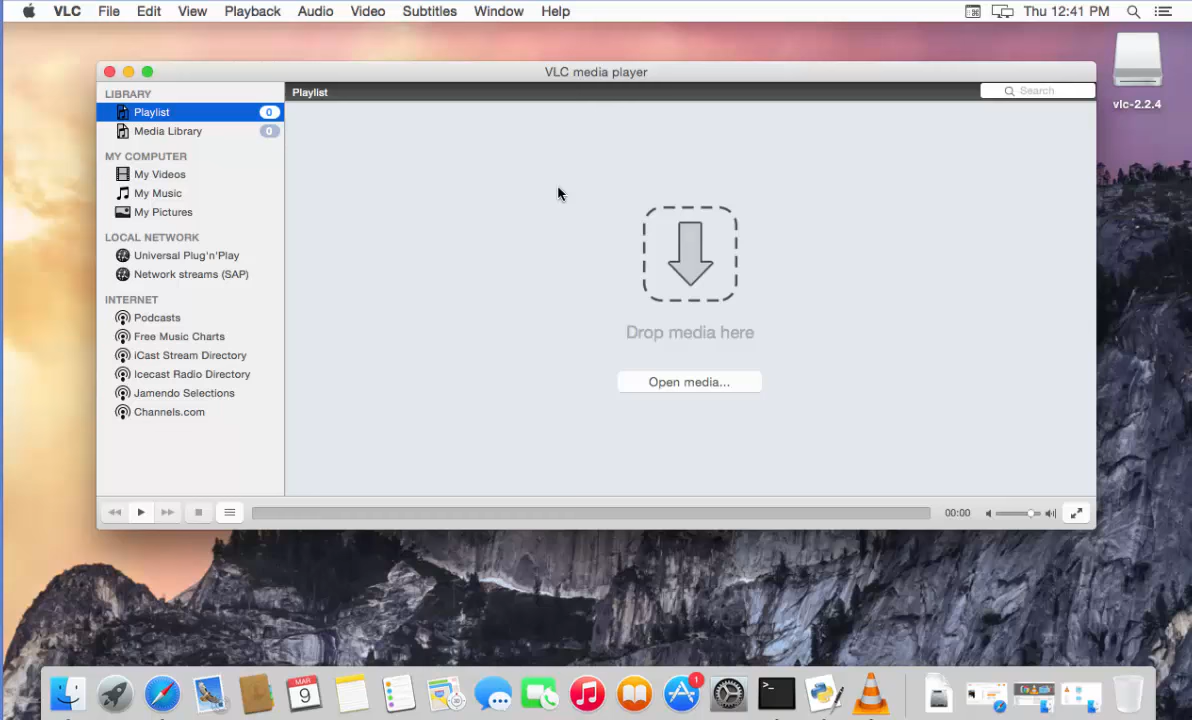 VLC File Edit View Playback Audio Video Subtitles Window Help Thu 12:41 PM
VLC media player
vlc-2.2.4
LIBRARY
Playlist 0
Media Library 0
MY COMPUTER
My Videos
My Music
My Pictures
LOCAL NETWORK
Universal Plug'n'Play
Network streams (SAP)
INTERNET
Podcasts
Free Music Charts
iCast Stream Directory
Icecast Radio Directory
Jamendo Selections
Channels.com
Playlist
Search
Drop media here
Open media...
00:00
MAR
9
1